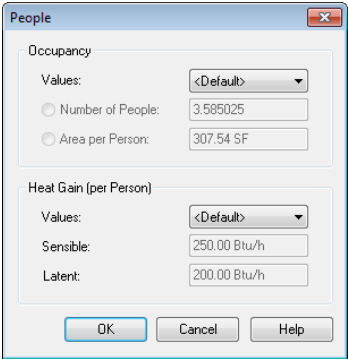 People
Occupancy
Values: <Default>
Number of People: 3.585025
Area per Person: 307.54 SF
Heat Gain (per Person)
Values: <Default>
Sensible: 250.00 Btu/h
Latent: 200.00 Btu/h
OK Cancel Help